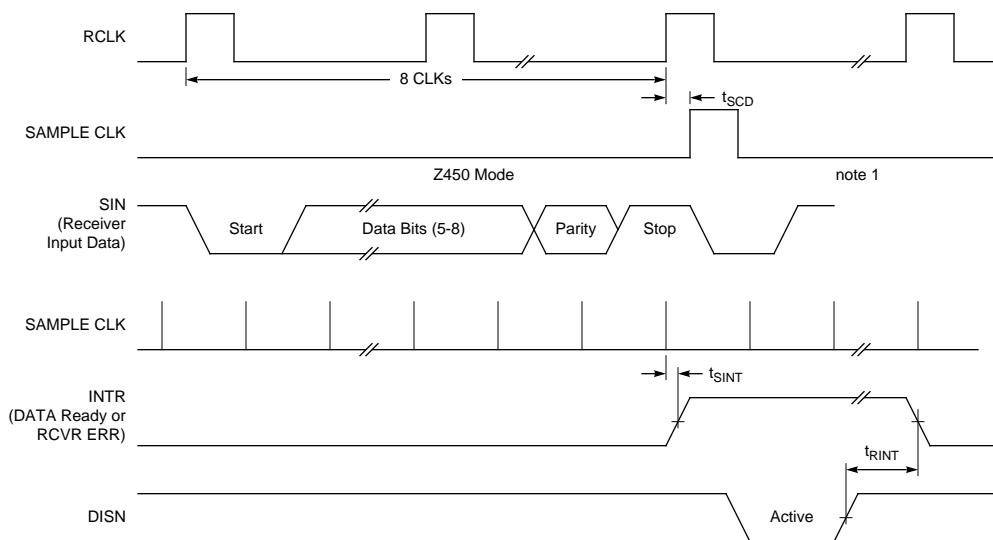 RCLK
8 CLKs
tSCD
SAMPLE CLK
Z450 Mode
note 1
SIN
(Receiver
Input Data)
Start
Data Bits (5-8)
Parity
Stop
SAMPLE CLK
tSINT
INTR
(DATA Ready or
RCVR ERR)
tRINT
DISN
Active